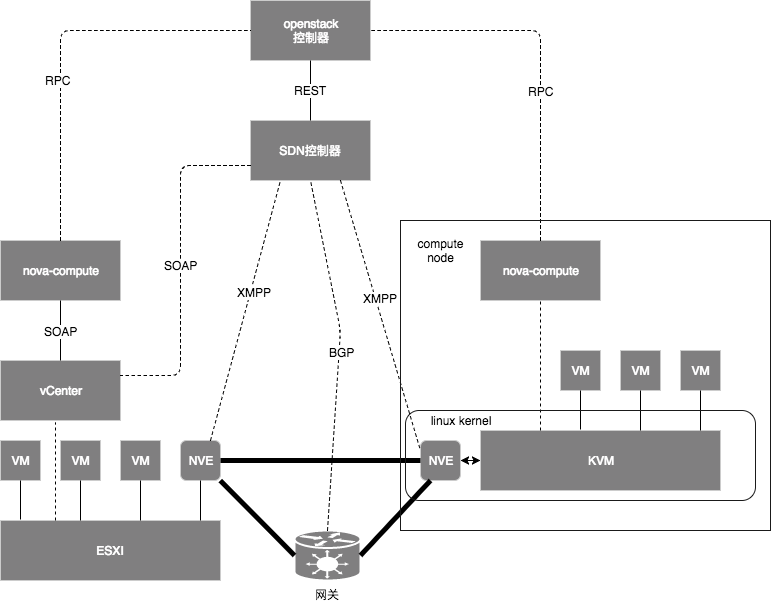 openstack
控制器
RPC
REST
RPC
SDN控制器
compute
node
nova-compute
SOAP
nova-compute
XMPP
XMPP
SOAP
BGP
vCenter
VM
VM
VM
linux kernel
VM
VM
VM
NVE
NVE
KVM
ESXI
网关